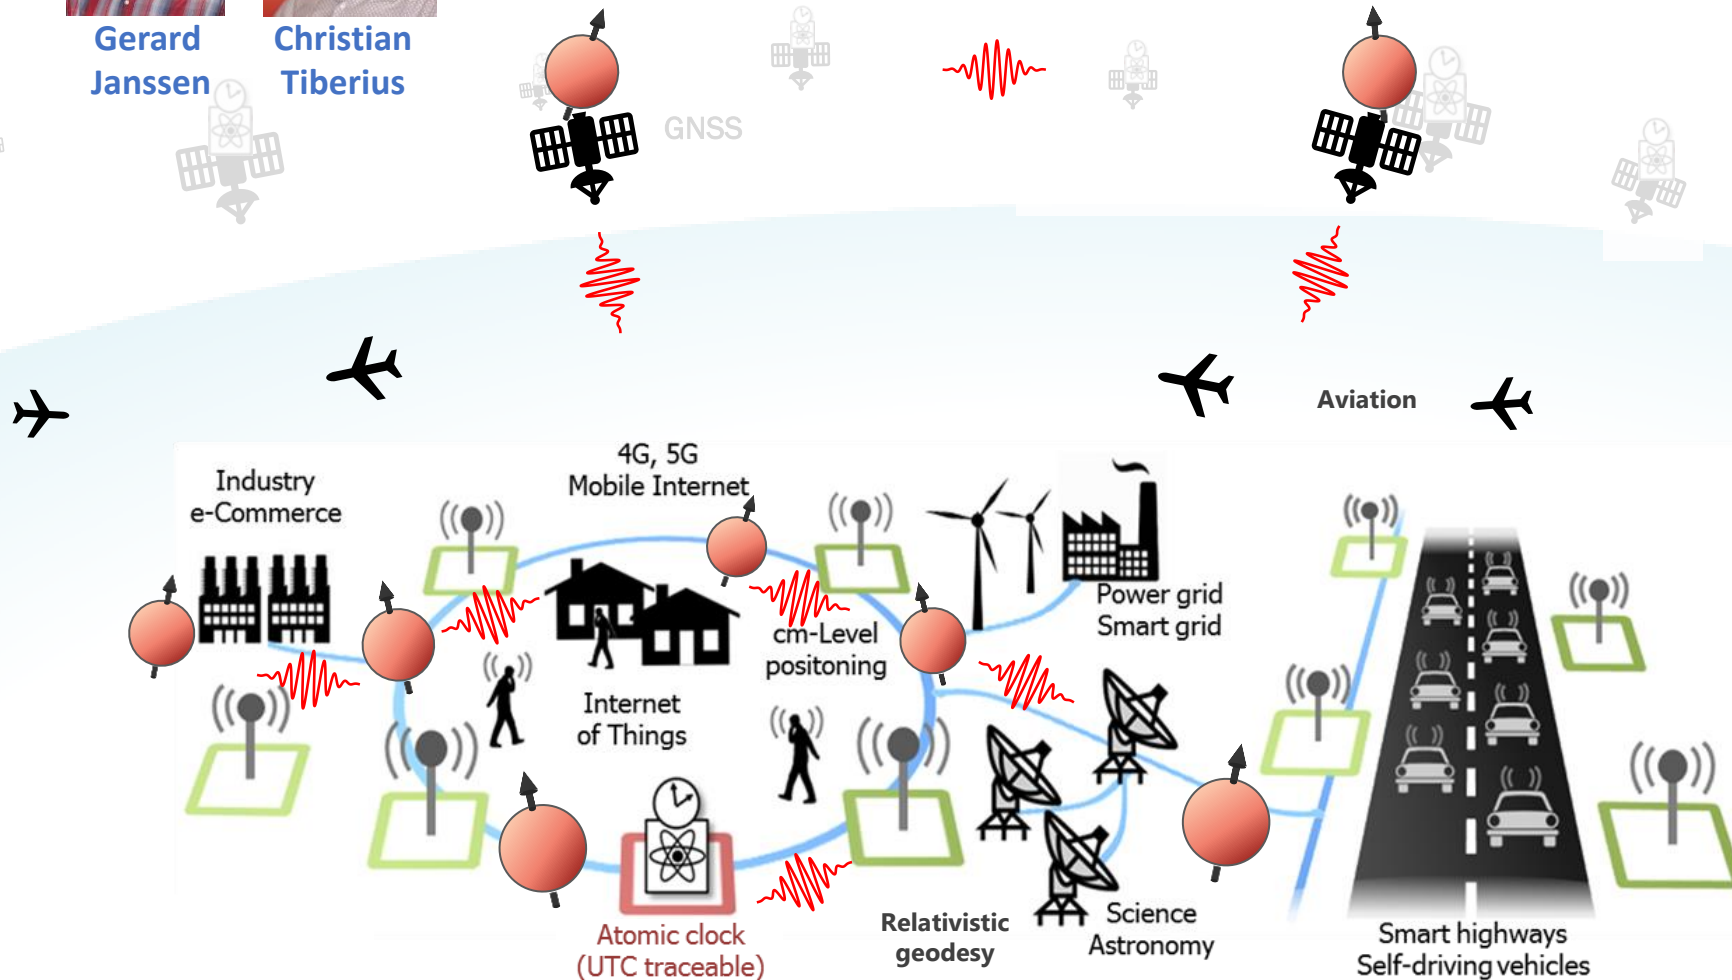 Gerard
Janssen
Christian
Tiberius
GNSS
Aviation
Industry
e-Commerce
4G, 5G
Mobile Internet
Power grid
Smart grid
cm-Level
positoning
Internet
of Things
Atomic clock
(UTC traceable)
Relativistic
geodesy
Science
Astronomy
Smart highways
Self-driving vehicles